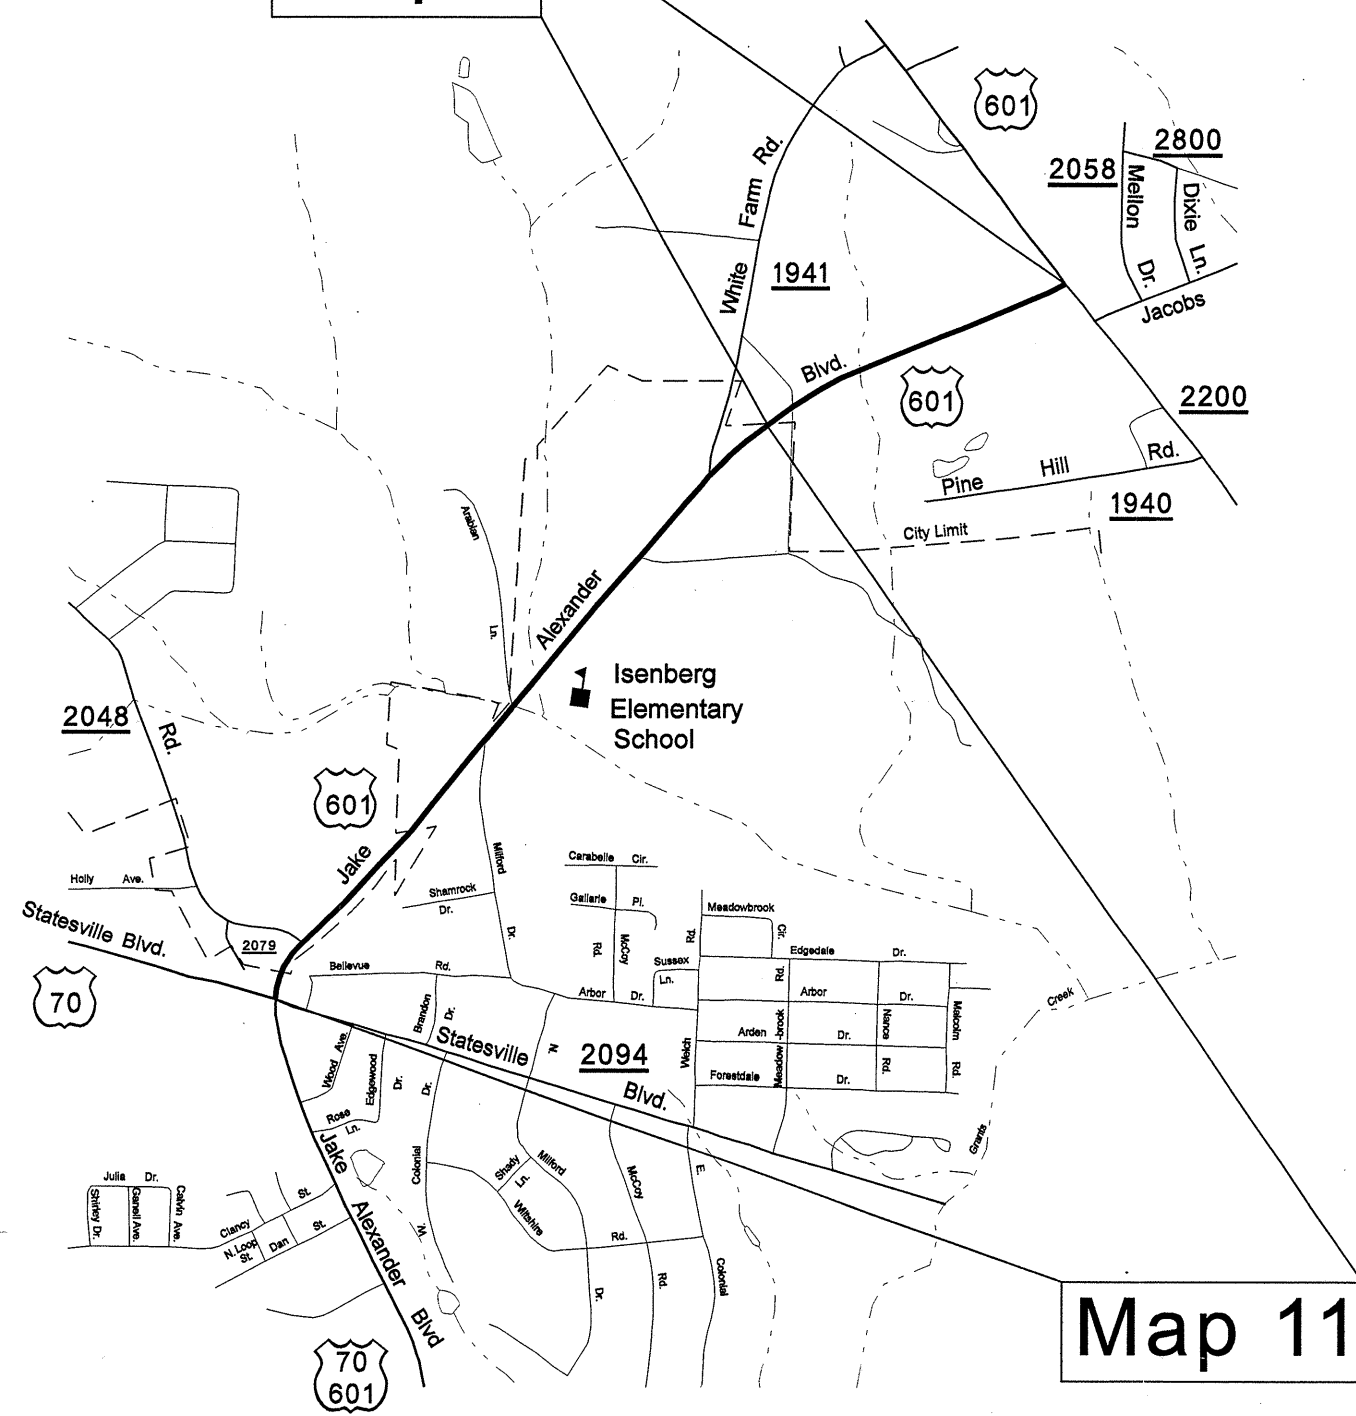 601
2800
2058
Mellon Dr.
Dixie Ln.
Jacobs
White Farm Rd.
1941
Blvd.
601
2200
Pine Hill Rd.
1940
City Limit
Arabian Ln.
Alexander
Isenberg
Elementary
School
2048
Rd.
601
Jake
Milford Dr.
Carabelle Cir.
Holly Ave.
Shamrock
Dr.
Gallarie Pl.
Statesville Blvd.
2079
McCoy Rd.
Meadowbrook
Cir.
Rd.
Edgedale Dr.
Sussex
Ln.
Bellevue Rd.
70
Brandon Dr.
Arbor Dr.
Arbor Dr.
Creek
Malcolm Rd.
Nance Rd.
Meadow-brook Rd.
Arden Dr.
Statesville
N.
2094
Welch
Forestdale Dr.
Blvd.
Wood Ave.
Edgewood Dr.
Dr.
Rose
Ln.
Jake
Colonial
W.
Shady
Ln.
Milford
McCoy
E.
Grants
Julia Dr.
Shirley Dr.
Ganell Ave.
Calvin Ave.
Clancy St.
N. Loop
St.
Dan St.
Alexander
Wiltshire Rd.
Rd.
Dr.
Colonial
Blvd
70
601
Map 11